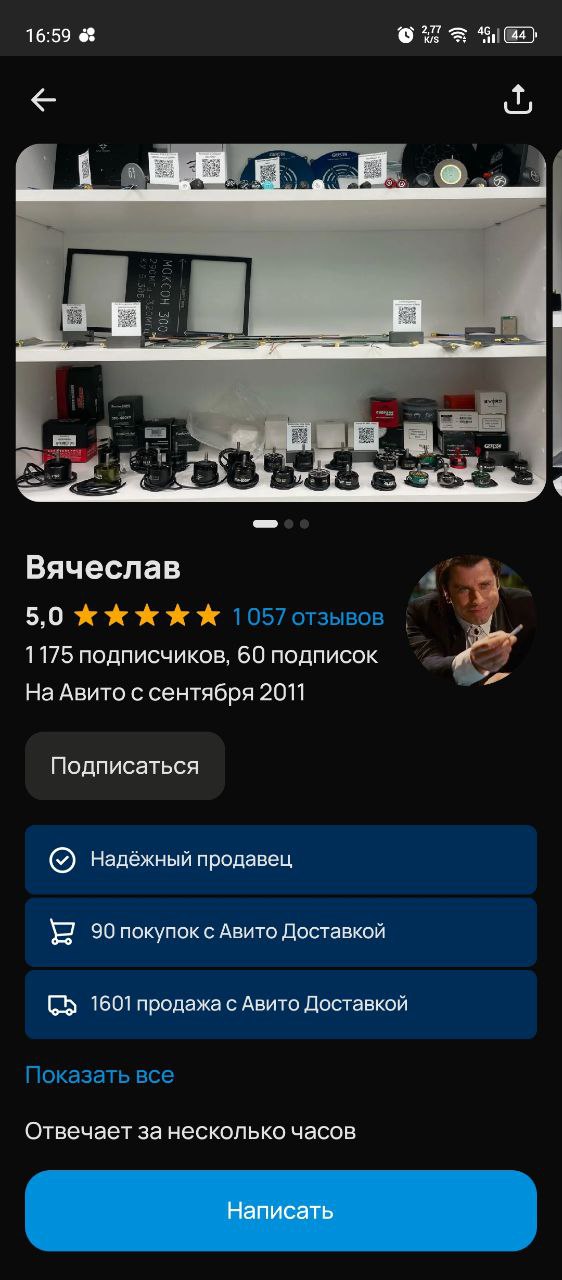 16:59
2,77
K/S
4G
44
МОКСОН 300
Вячеслав
5,0 1 057 отзывов
1 175 подписчиков, 60 подписок
На Авито с сентября 2011
Подписаться
Надёжный продавец
90 покупок с Авито Доставкой
1601 продажа с Авито Доставкой
Показать все
Отвечает за несколько часов
Написать